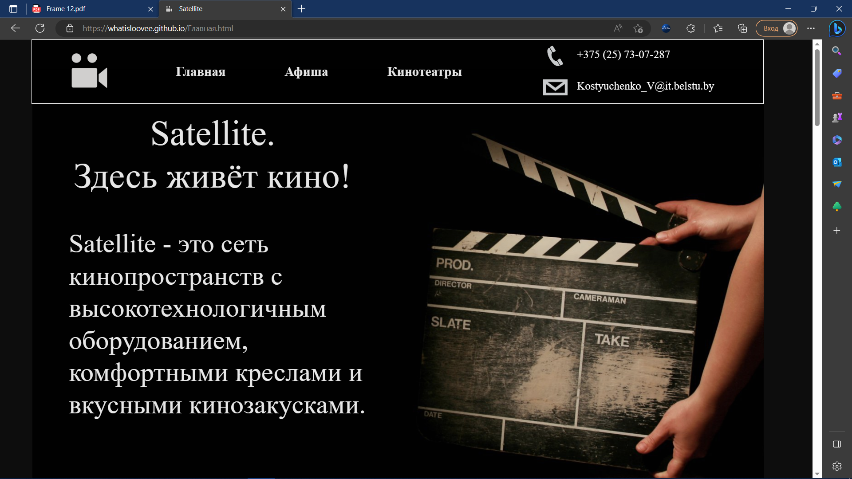 Frame 12.pdf
Satellite
https://whatisloovee.github.io/Главная.html
Вход
Главная
Афиша
Кинотеатры
+375 (25) 73-07-287
Kostyuchenko_V@it.belstu.by
Satellite.
Здесь живёт кино!
Satellite - это сеть
кинопространств с
высокотехнологичным
оборудованием,
комфортными креслами и
вкусными кинозакусками.
PROD.
DIRECTOR
CAMERAMAN
SLATE
TAKE
DATE